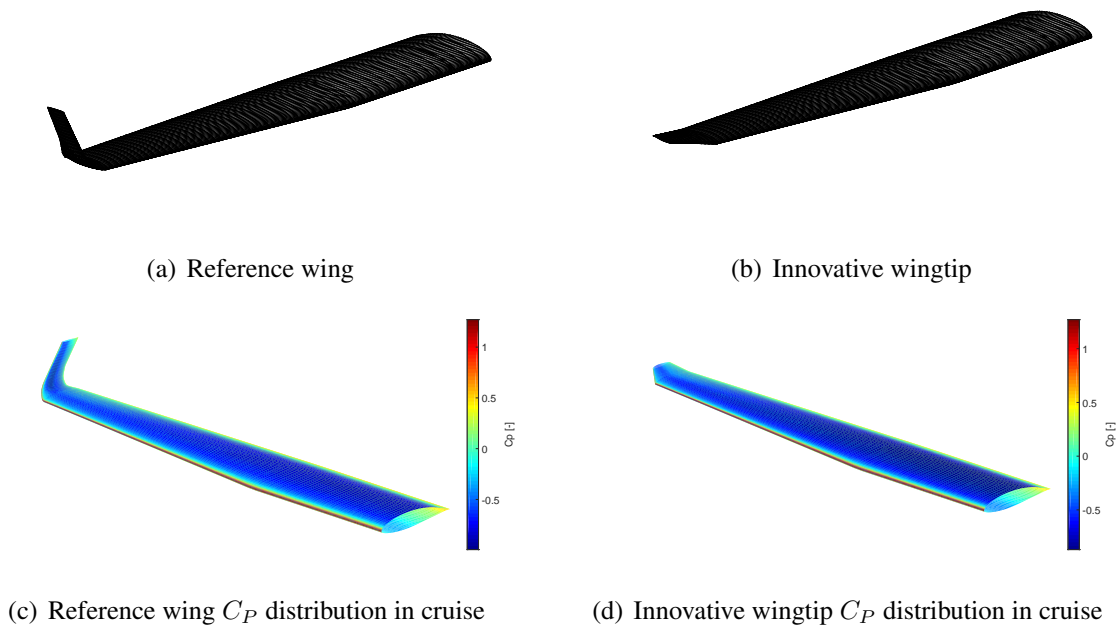 (a) Reference wing
(b) Innovative wingtip
1
0.5
0
-0.5
Cp [-]
1
0.5
0
-0.5
Cp [-]
(c) Reference wing C_P distribution in cruise
(d) Innovative wingtip C_P distribution in cruise